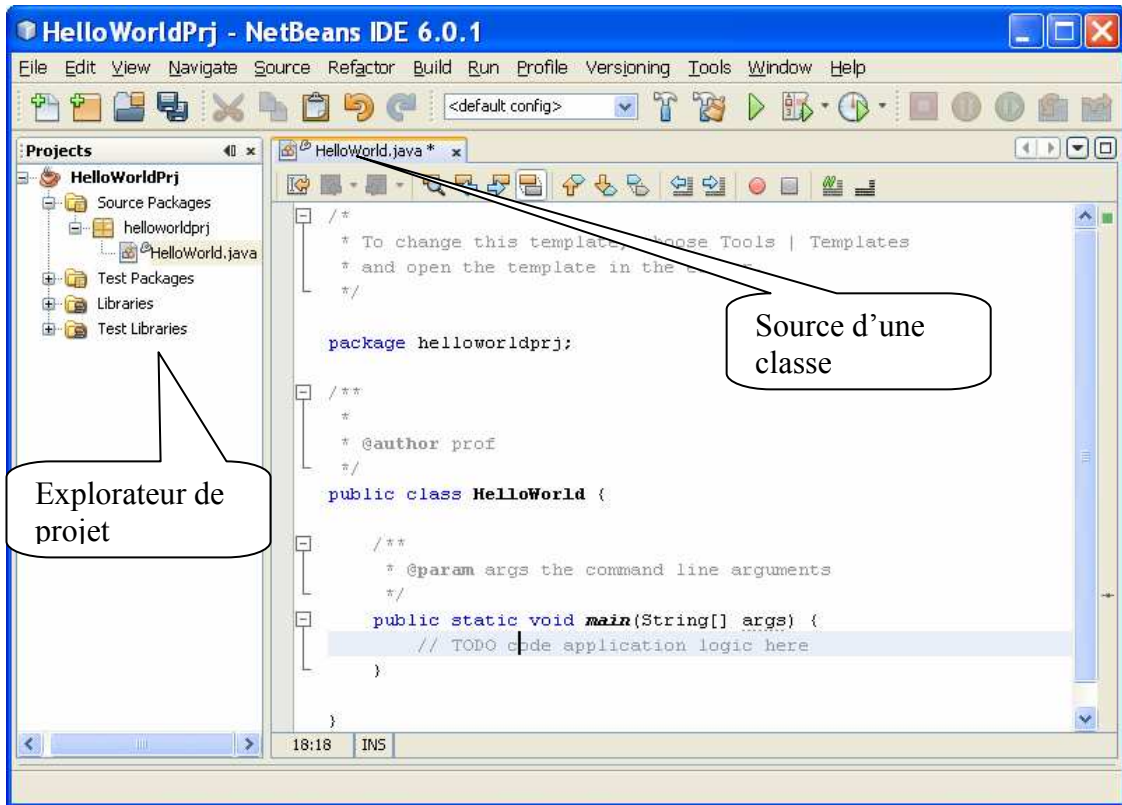 HelloWorldPrj - NetBeans IDE 6.0.1
File Edit View Navigate Source Refactor Build Run Profile Versioning Tools Window Help
<default config>
Projects
HelloWorld.java *
HelloWorldPrj
Source Packages
helloworldprj
HelloWorld.java
Test Packages
Libraries
Test Libraries
/*
* To change this template, choose Tools | Templates
* and open the template in the
*/
package helloworldprj;
/**
*
* @author prof
*/
public class HelloWorld {
/**
* @param args the command line arguments
*/
public static void main(String[] args) {
// TODO code application logic here
}
}
Source d’une
classe
Explorateur de
projet
18:18 INS